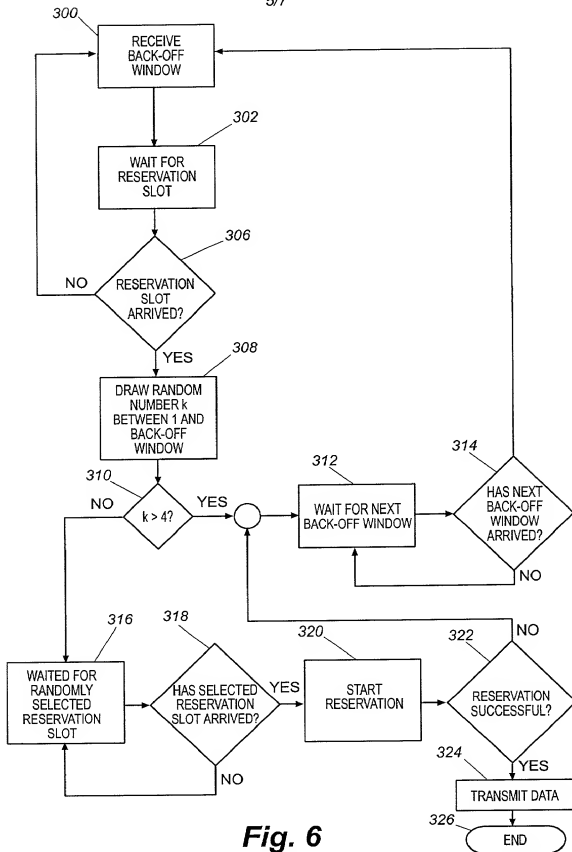 5/7
300
RECEIVE
BACK-OFF
WINDOW
302
WAIT FOR
RESERVATION
SLOT
306
RESERVATION
SLOT
ARRIVED?
NO
YES
308
DRAW RANDOM
NUMBER k
BETWEEN 1 AND
BACK-OFF
WINDOW
310
k > 4?
NO
YES
312
WAIT FOR NEXT
BACK-OFF WINDOW
314
HAS NEXT
BACK-OFF
WINDOW
ARRIVED?
NO
316
WAITED FOR
RANDOMLY
SELECTED
RESERVATION
SLOT
318
HAS SELECTED
RESERVATION
SLOT ARRIVED?
YES
NO
320
START
RESERVATION
322
RESERVATION
SUCCESSFUL?
NO
YES
324
TRANSMIT DATA
326
END
Fig. 6